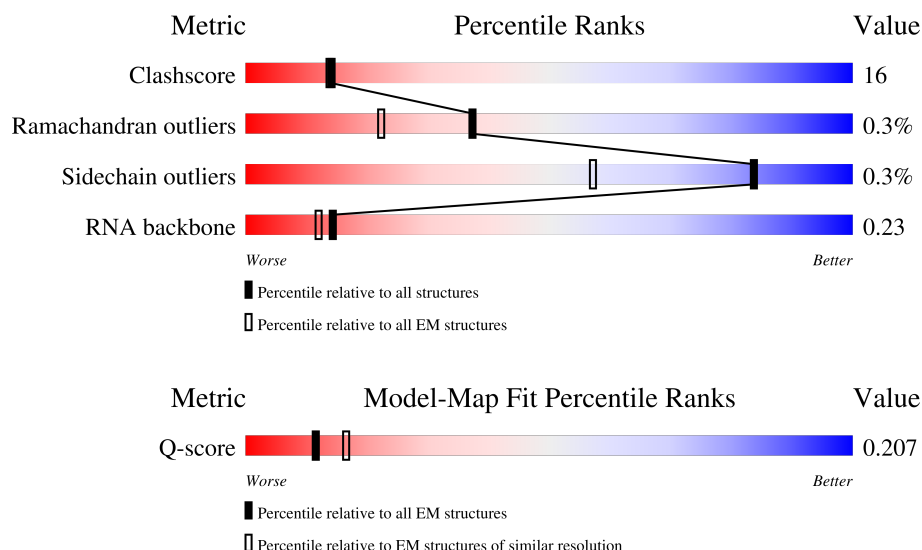 Metric Percentile Ranks Value
Clashscore 16
Ramachandran outliers 0.3%
Sidechain outliers 0.3%
RNA backbone 0.23
Worse Better
Percentile relative to all structures
Percentile relative to all EM structures
Metric Model-Map Fit Percentile Ranks Value
Q-score 0.207
Worse Better
Percentile relative to all EM structures
Percentile relative to EM structures of similar resolution